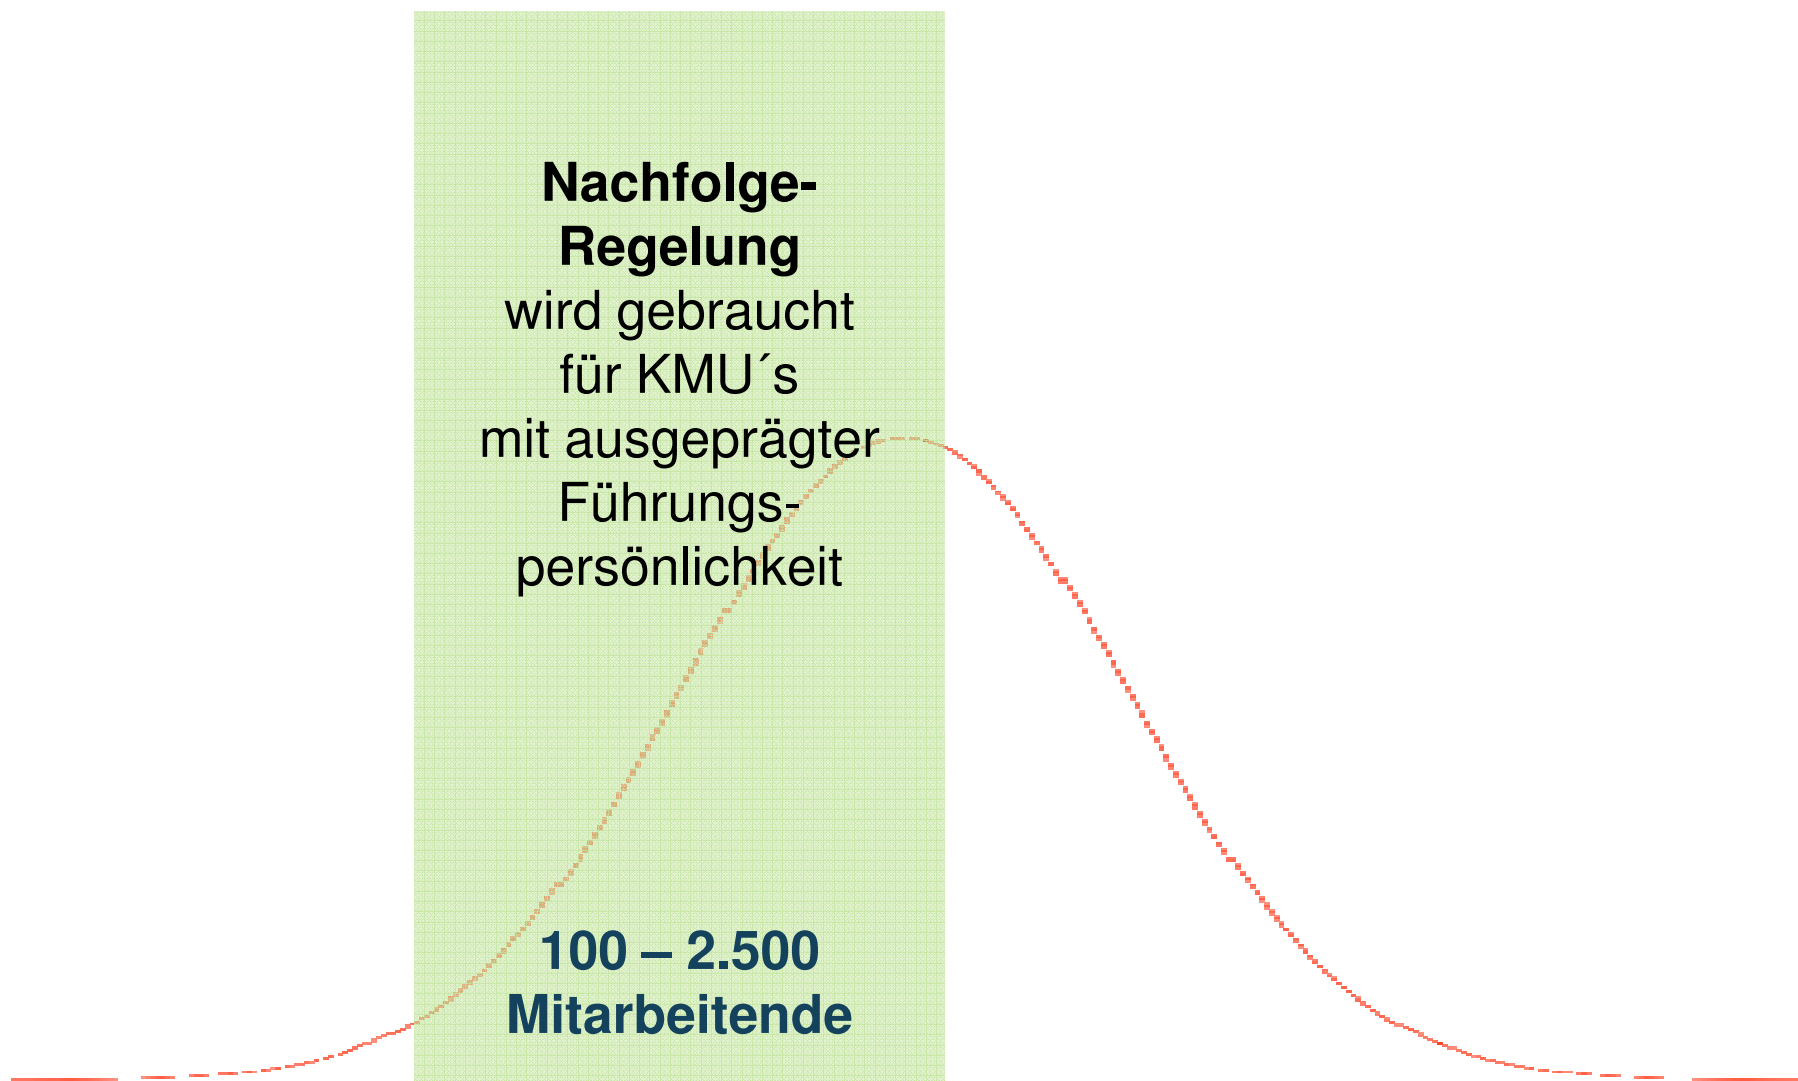 Nachfolge-
Regelung
wird gebraucht
für KMU´s
mit ausgeprägter
Führungs-
persönlichkeit
100 – 2.500
Mitarbeitende